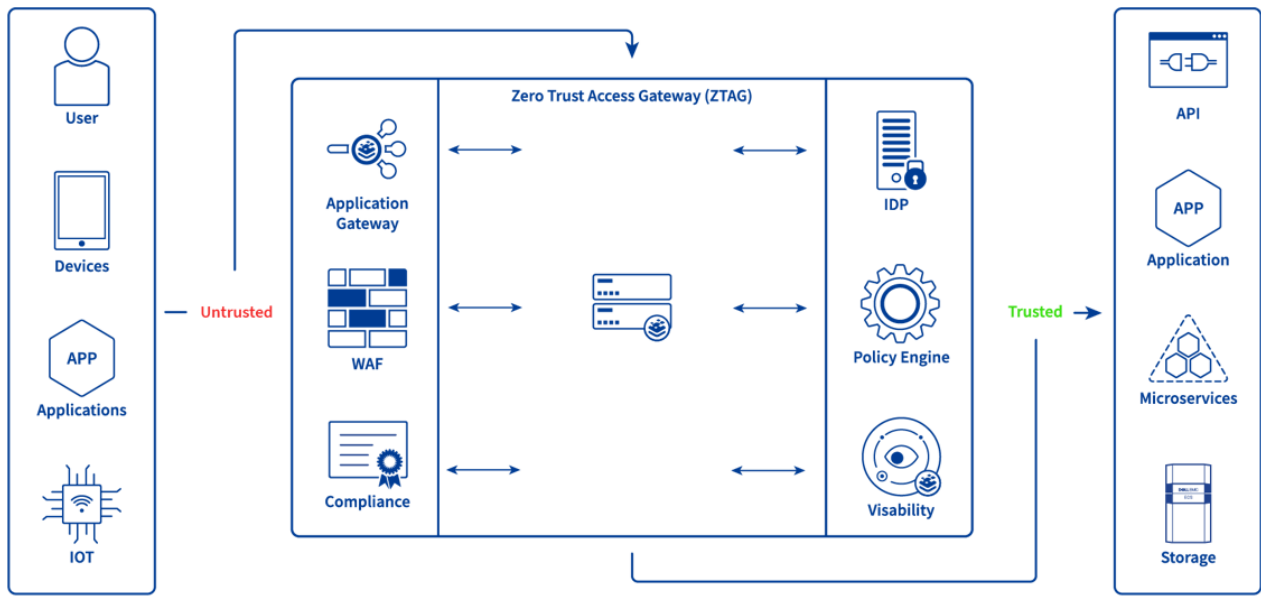 User
Devices
APP
Applications
IOT
Untrusted
Zero Trust Access Gateway (ZTAG)
Application
Gateway
WAF
Compliance
IDP
Policy Engine
Visability
Trusted
API
APP
Application
Microservices
Storage